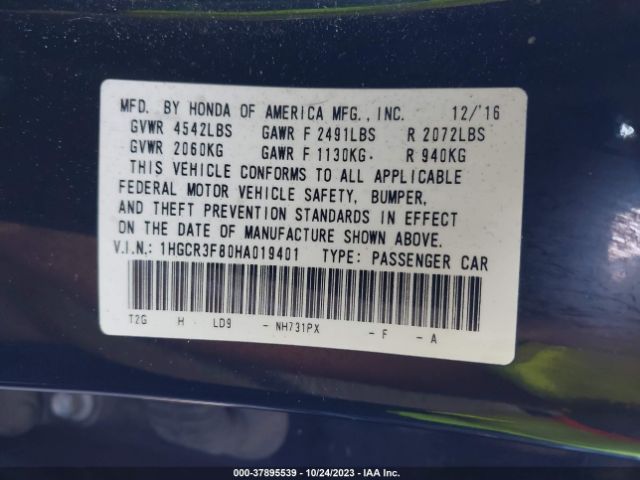 MFD. BY HONDA OF AMERICA MFG., INC. 12/'16
GVWR 4542LBS GAWR F 2491LBS R 2072LBS
GVWR 2060KG GAWR F 1130KG R 940KG
THIS VEHICLE CONFORMS TO ALL APPLICABLE
FEDERAL MOTOR VEHICLE SAFETY, BUMPER,
AND THEFT PREVENTION STANDARDS IN EFFECT
ON THE DATE OF MANUFACTURE SHOWN ABOVE.
V.I.N.: 1HGCR3F80HA019401 TYPE: PASSENGER CAR
T2G H LD9 - NH731PX - F - A
000-37895539 - 10/24/2023 - IAA Inc.